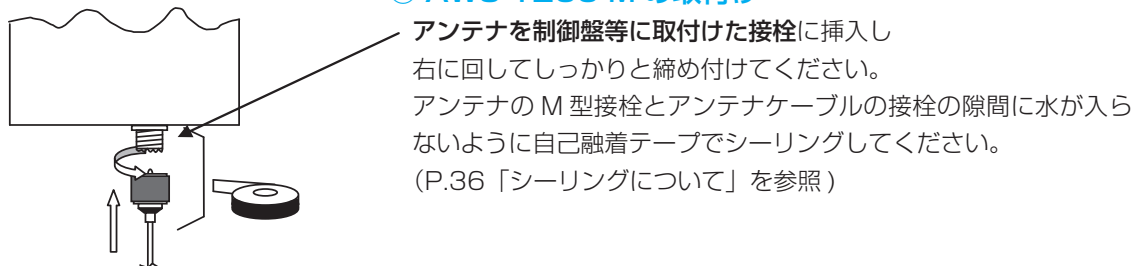 アンテナを制御盤等に取付けた接栓に挿入し
右に回してしっかりと締め付けてください。
アンテナの M 型接栓とアンテナケーブルの接栓の隙間に水が入ら
ないように自己融着テープでシーリングしてください。
（P.36「シーリングについて」を参照 )